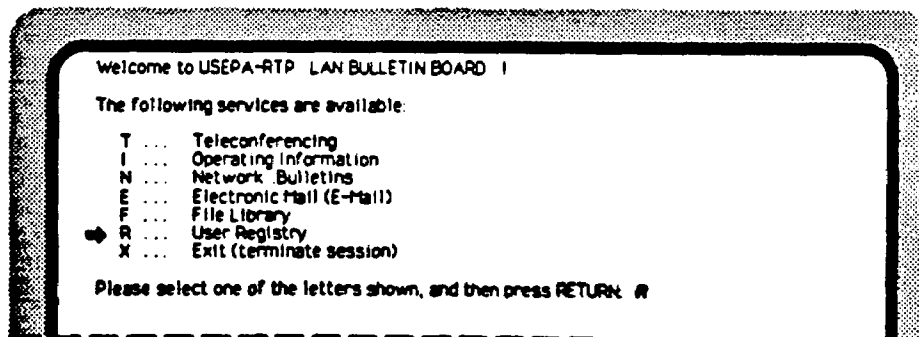 Welcome to USEPA-RTP LAN BULLETIN BOARD !
The following services are available:
T ... Teleconferencing
I ... Operating Information
N ... Network Bulletins
E ... Electronic Mail (E-Mail)
F ... File Library
R ... User Registry
X ... Exit (terminate session)
Please select one of the letters shown, and then press RETURN: R